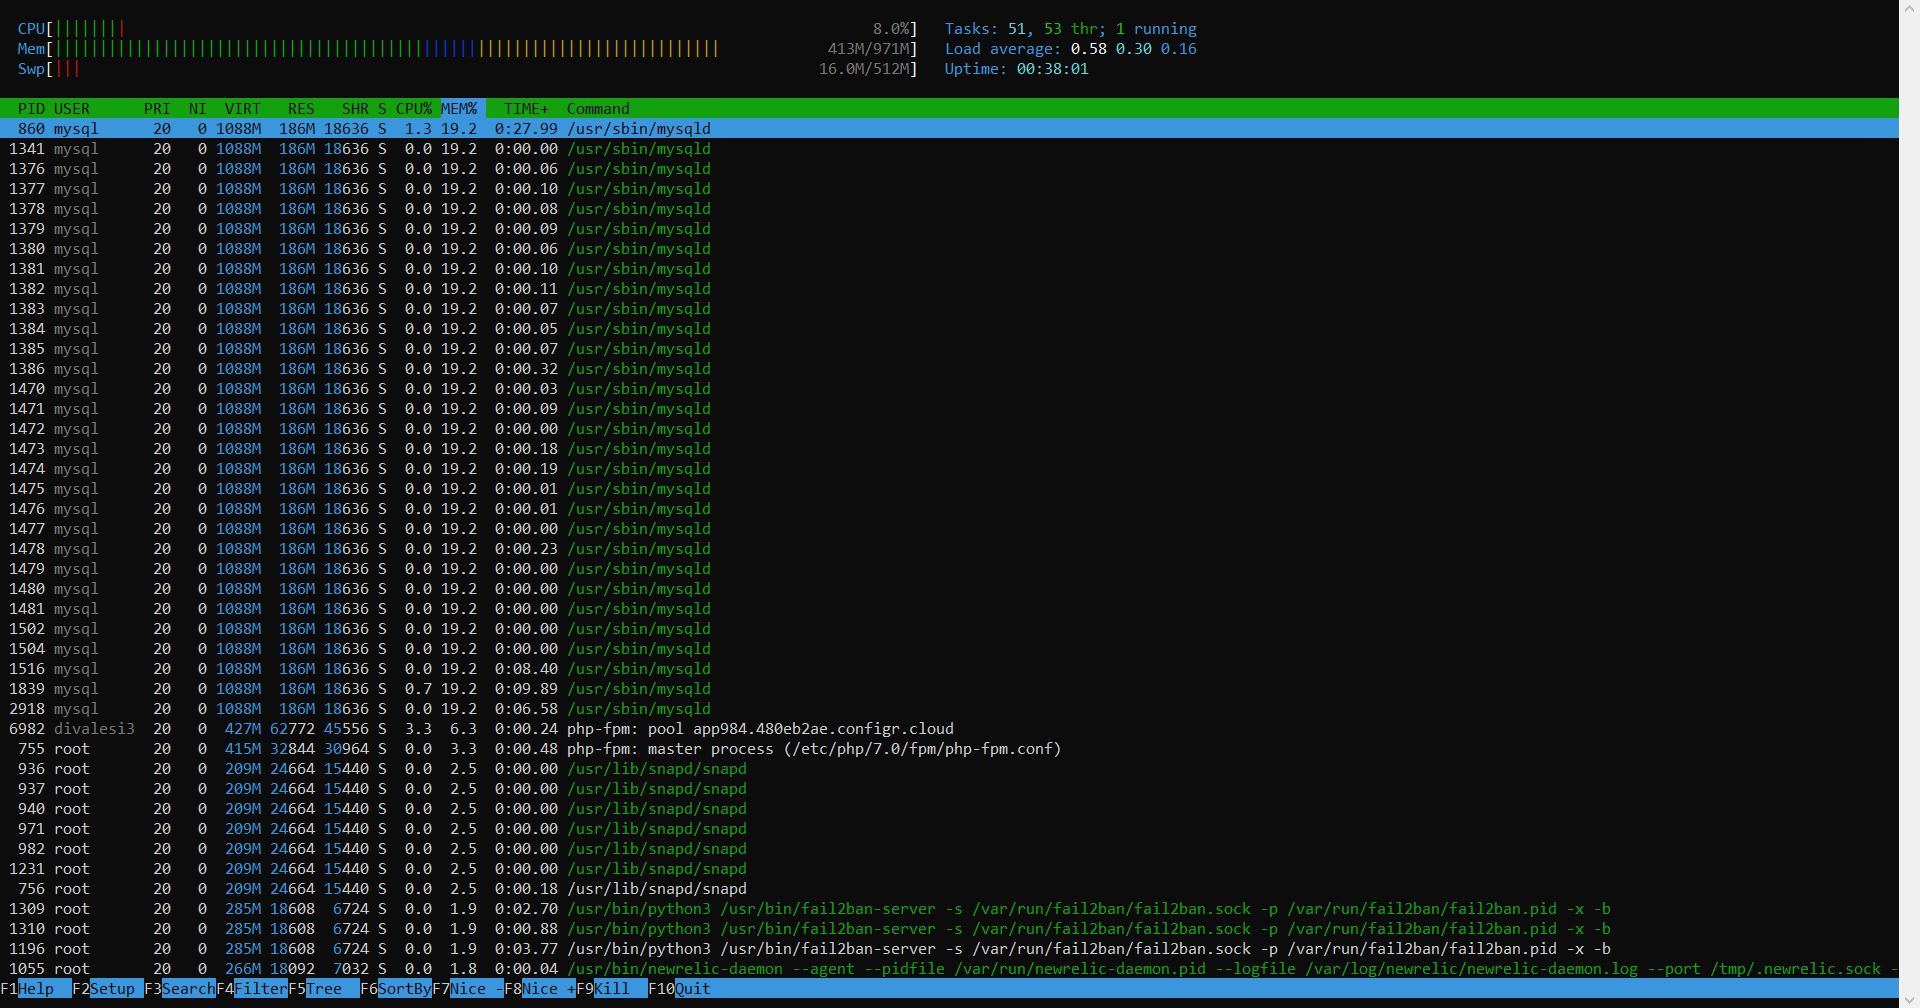 CPU[|||||||| 8.0%] Tasks: 51, 53 thr; 1 running
Mem[|||||||||||||||||||||||||||||||||||||||||||||||||||||||||||||||||||||||||| 413M/971M] Load average: 0.58 0.30 0.16
Swp[||| 16.0M/512M] Uptime: 00:38:01
PID USER PRI NI VIRT RES SHR S CPU% MEM% TIME+ Command
860 mysql 20 0 1088M 186M 18636 S 1.3 19.2 0:27.99 /usr/sbin/mysqld
1341 mysql 20 0 1088M 186M 18636 S 0.0 19.2 0:00.00 /usr/sbin/mysqld
1376 mysql 20 0 1088M 186M 18636 S 0.0 19.2 0:00.06 /usr/sbin/mysqld
1377 mysql 20 0 1088M 186M 18636 S 0.0 19.2 0:00.10 /usr/sbin/mysqld
1378 mysql 20 0 1088M 186M 18636 S 0.0 19.2 0:00.08 /usr/sbin/mysqld
1379 mysql 20 0 1088M 186M 18636 S 0.0 19.2 0:00.09 /usr/sbin/mysqld
1380 mysql 20 0 1088M 186M 18636 S 0.0 19.2 0:00.06 /usr/sbin/mysqld
1381 mysql 20 0 1088M 186M 18636 S 0.0 19.2 0:00.10 /usr/sbin/mysqld
1382 mysql 20 0 1088M 186M 18636 S 0.0 19.2 0:00.11 /usr/sbin/mysqld
1383 mysql 20 0 1088M 186M 18636 S 0.0 19.2 0:00.07 /usr/sbin/mysqld
1384 mysql 20 0 1088M 186M 18636 S 0.0 19.2 0:00.05 /usr/sbin/mysqld
1385 mysql 20 0 1088M 186M 18636 S 0.0 19.2 0:00.07 /usr/sbin/mysqld
1386 mysql 20 0 1088M 186M 18636 S 0.0 19.2 0:00.32 /usr/sbin/mysqld
1470 mysql 20 0 1088M 186M 18636 S 0.0 19.2 0:00.03 /usr/sbin/mysqld
1471 mysql 20 0 1088M 186M 18636 S 0.0 19.2 0:00.09 /usr/sbin/mysqld
1472 mysql 20 0 1088M 186M 18636 S 0.0 19.2 0:00.00 /usr/sbin/mysqld
1473 mysql 20 0 1088M 186M 18636 S 0.0 19.2 0:00.18 /usr/sbin/mysqld
1474 mysql 20 0 1088M 186M 18636 S 0.0 19.2 0:00.19 /usr/sbin/mysqld
1475 mysql 20 0 1088M 186M 18636 S 0.0 19.2 0:00.01 /usr/sbin/mysqld
1476 mysql 20 0 1088M 186M 18636 S 0.0 19.2 0:00.01 /usr/sbin/mysqld
1477 mysql 20 0 1088M 186M 18636 S 0.0 19.2 0:00.00 /usr/sbin/mysqld
1478 mysql 20 0 1088M 186M 18636 S 0.0 19.2 0:00.23 /usr/sbin/mysqld
1479 mysql 20 0 1088M 186M 18636 S 0.0 19.2 0:00.00 /usr/sbin/mysqld
1480 mysql 20 0 1088M 186M 18636 S 0.0 19.2 0:00.00 /usr/sbin/mysqld
1481 mysql 20 0 1088M 186M 18636 S 0.0 19.2 0:00.00 /usr/sbin/mysqld
1502 mysql 20 0 1088M 186M 18636 S 0.0 19.2 0:00.00 /usr/sbin/mysqld
1504 mysql 20 0 1088M 186M 18636 S 0.0 19.2 0:00.00 /usr/sbin/mysqld
1516 mysql 20 0 1088M 186M 18636 S 0.0 19.2 0:08.40 /usr/sbin/mysqld
1839 mysql 20 0 1088M 186M 18636 S 0.7 19.2 0:09.89 /usr/sbin/mysqld
2918 mysql 20 0 1088M 186M 18636 S 0.0 19.2 0:06.58 /usr/sbin/mysqld
6982 divalesi3 20 0 427M 62772 45556 S 3.3 6.3 0:00.24 php-fpm: pool app984.480eb2ae.configr.cloud
755 root 20 0 415M 32844 30964 S 0.0 3.3 0:00.48 php-fpm: master process (/etc/php/7.0/fpm/php-fpm.conf)
936 root 20 0 209M 24664 15440 S 0.0 2.5 0:00.00 /usr/lib/snapd/snapd
937 root 20 0 209M 24664 15440 S 0.0 2.5 0:00.00 /usr/lib/snapd/snapd
940 root 20 0 209M 24664 15440 S 0.0 2.5 0:00.00 /usr/lib/snapd/snapd
971 root 20 0 209M 24664 15440 S 0.0 2.5 0:00.00 /usr/lib/snapd/snapd
982 root 20 0 209M 24664 15440 S 0.0 2.5 0:00.00 /usr/lib/snapd/snapd
1231 root 20 0 209M 24664 15440 S 0.0 2.5 0:00.00 /usr/lib/snapd/snapd
756 root 20 0 209M 24664 15440 S 0.0 2.5 0:00.18 /usr/lib/snapd/snapd
1309 root 20 0 285M 18608 6724 S 0.0 1.9 0:02.70 /usr/bin/python3 /usr/bin/fail2ban-server -s /var/run/fail2ban/fail2ban.sock -p /var/run/fail2ban/fail2ban.pid -x -b
1310 root 20 0 285M 18608 6724 S 0.0 1.9 0:00.88 /usr/bin/python3 /usr/bin/fail2ban-server -s /var/run/fail2ban/fail2ban.sock -p /var/run/fail2ban/fail2ban.pid -x -b
1196 root 20 0 285M 18608 6724 S 0.0 1.9 0:03.77 /usr/bin/python3 /usr/bin/fail2ban-server -s /var/run/fail2ban/fail2ban.sock -p /var/run/fail2ban/fail2ban.pid -x -b
1055 root 20 0 266M 18092 7032 S 0.0 1.8 0:00.04 /usr/bin/newrelic-daemon --agent --pidfile /var/run/newrelic-daemon.pid --logfile /var/log/newrelic/newrelic-daemon.log --port /tmp/.newrelic.sock -
F1Help F2Setup F3SearchF4FilterF5Tree F6SortByF7Nice -F8Nice +F9Kill F10Quit